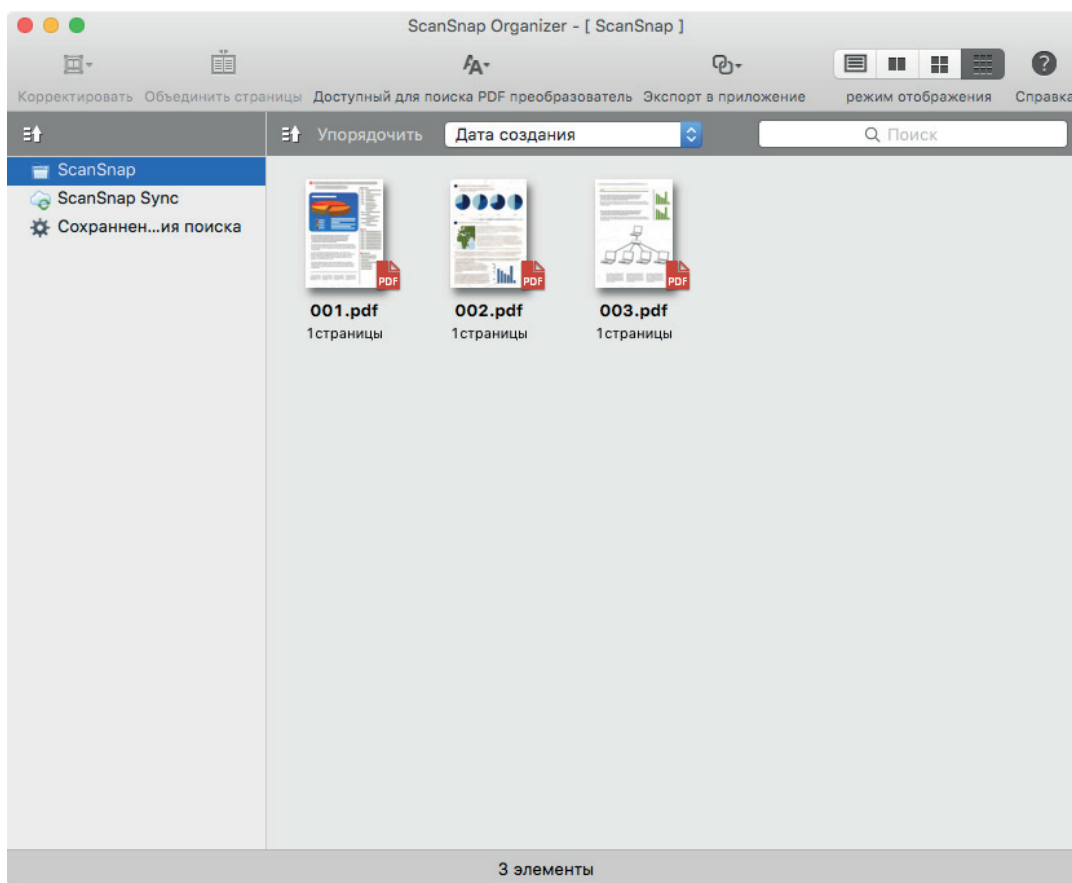 ScanSnap Organizer - [ ScanSnap ]
Корректировать Объединить страницы Доступный для поиска PDF преобразователь Экспорт в приложение режим отображения Справка
Упорядочить Дата создания Поиск
ScanSnap
ScanSnap Sync
Сохраннен...ия поиска
PDF PDF PDF
001.pdf 002.pdf 003.pdf
1страницы 1страницы 1страницы
3 элементы